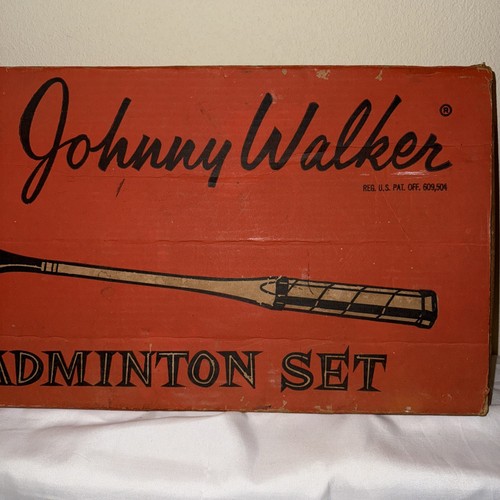 Johnny Walker ®
REG. U.S. PAT. OFF. 609,504
ADMINTON SET